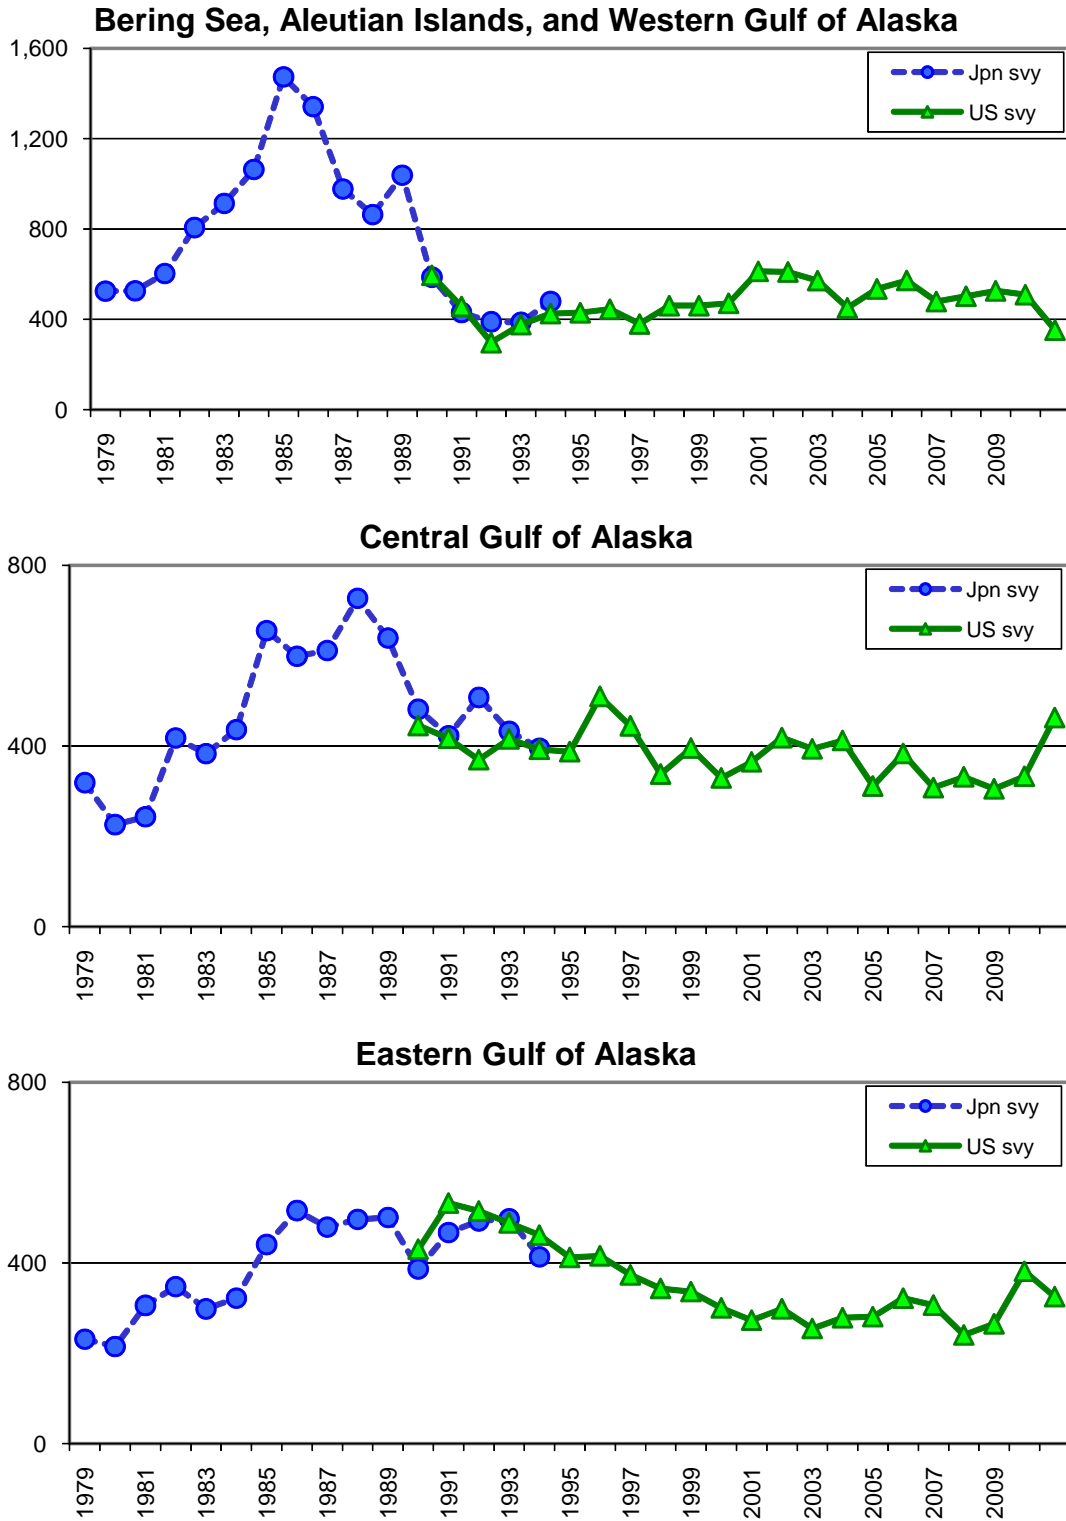 Bering Sea, Aleutian Islands, and Western Gulf of Alaska
1,600
1,200
800
400
0
Jpn svy
US svy
1979 1981 1983 1985 1987 1989 1991 1993 1995 1997 1999 2001 2003 2005 2007 2009
Central Gulf of Alaska
800
400
0
Jpn svy
US svy
1979 1981 1983 1985 1987 1989 1991 1993 1995 1997 1999 2001 2003 2005 2007 2009
Eastern Gulf of Alaska
800
400
0
Jpn svy
US svy
1979 1981 1983 1985 1987 1989 1991 1993 1995 1997 1999 2001 2003 2005 2007 2009